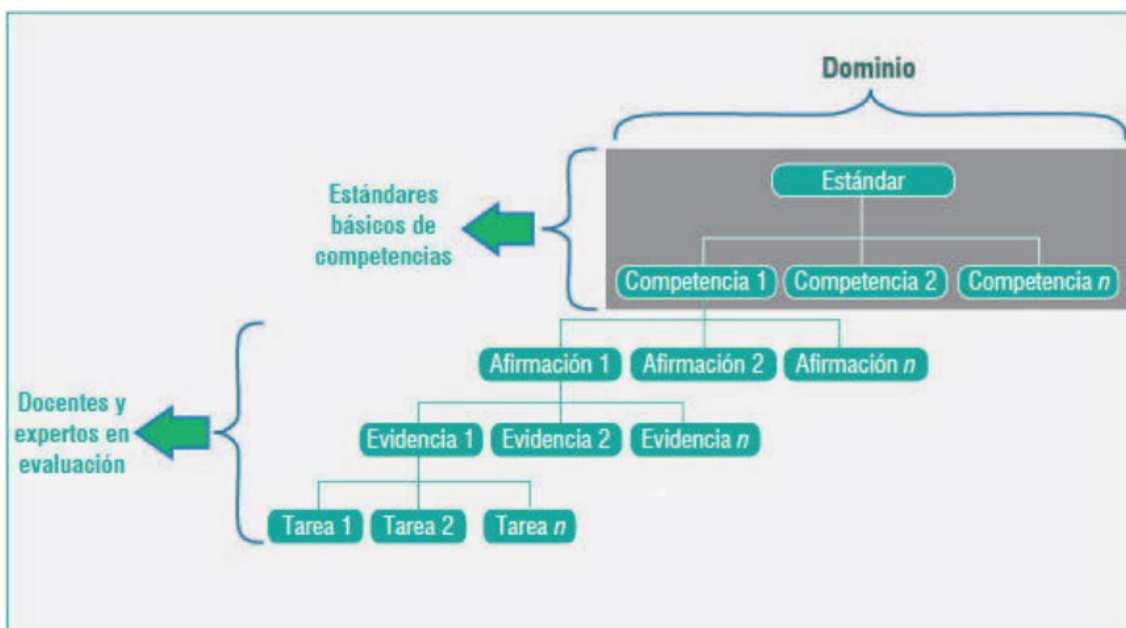 Dominio
Estándar
Estándares
básicos de
competencias
Competencia 1
Competencia 2
Competencia n
Afirmación 1
Afirmación 2
Afirmación n
Docentes y
expertos en
evaluación
Evidencia 1
Evidencia 2
Evidencia n
Tarea 1
Tarea 2
Tarea n